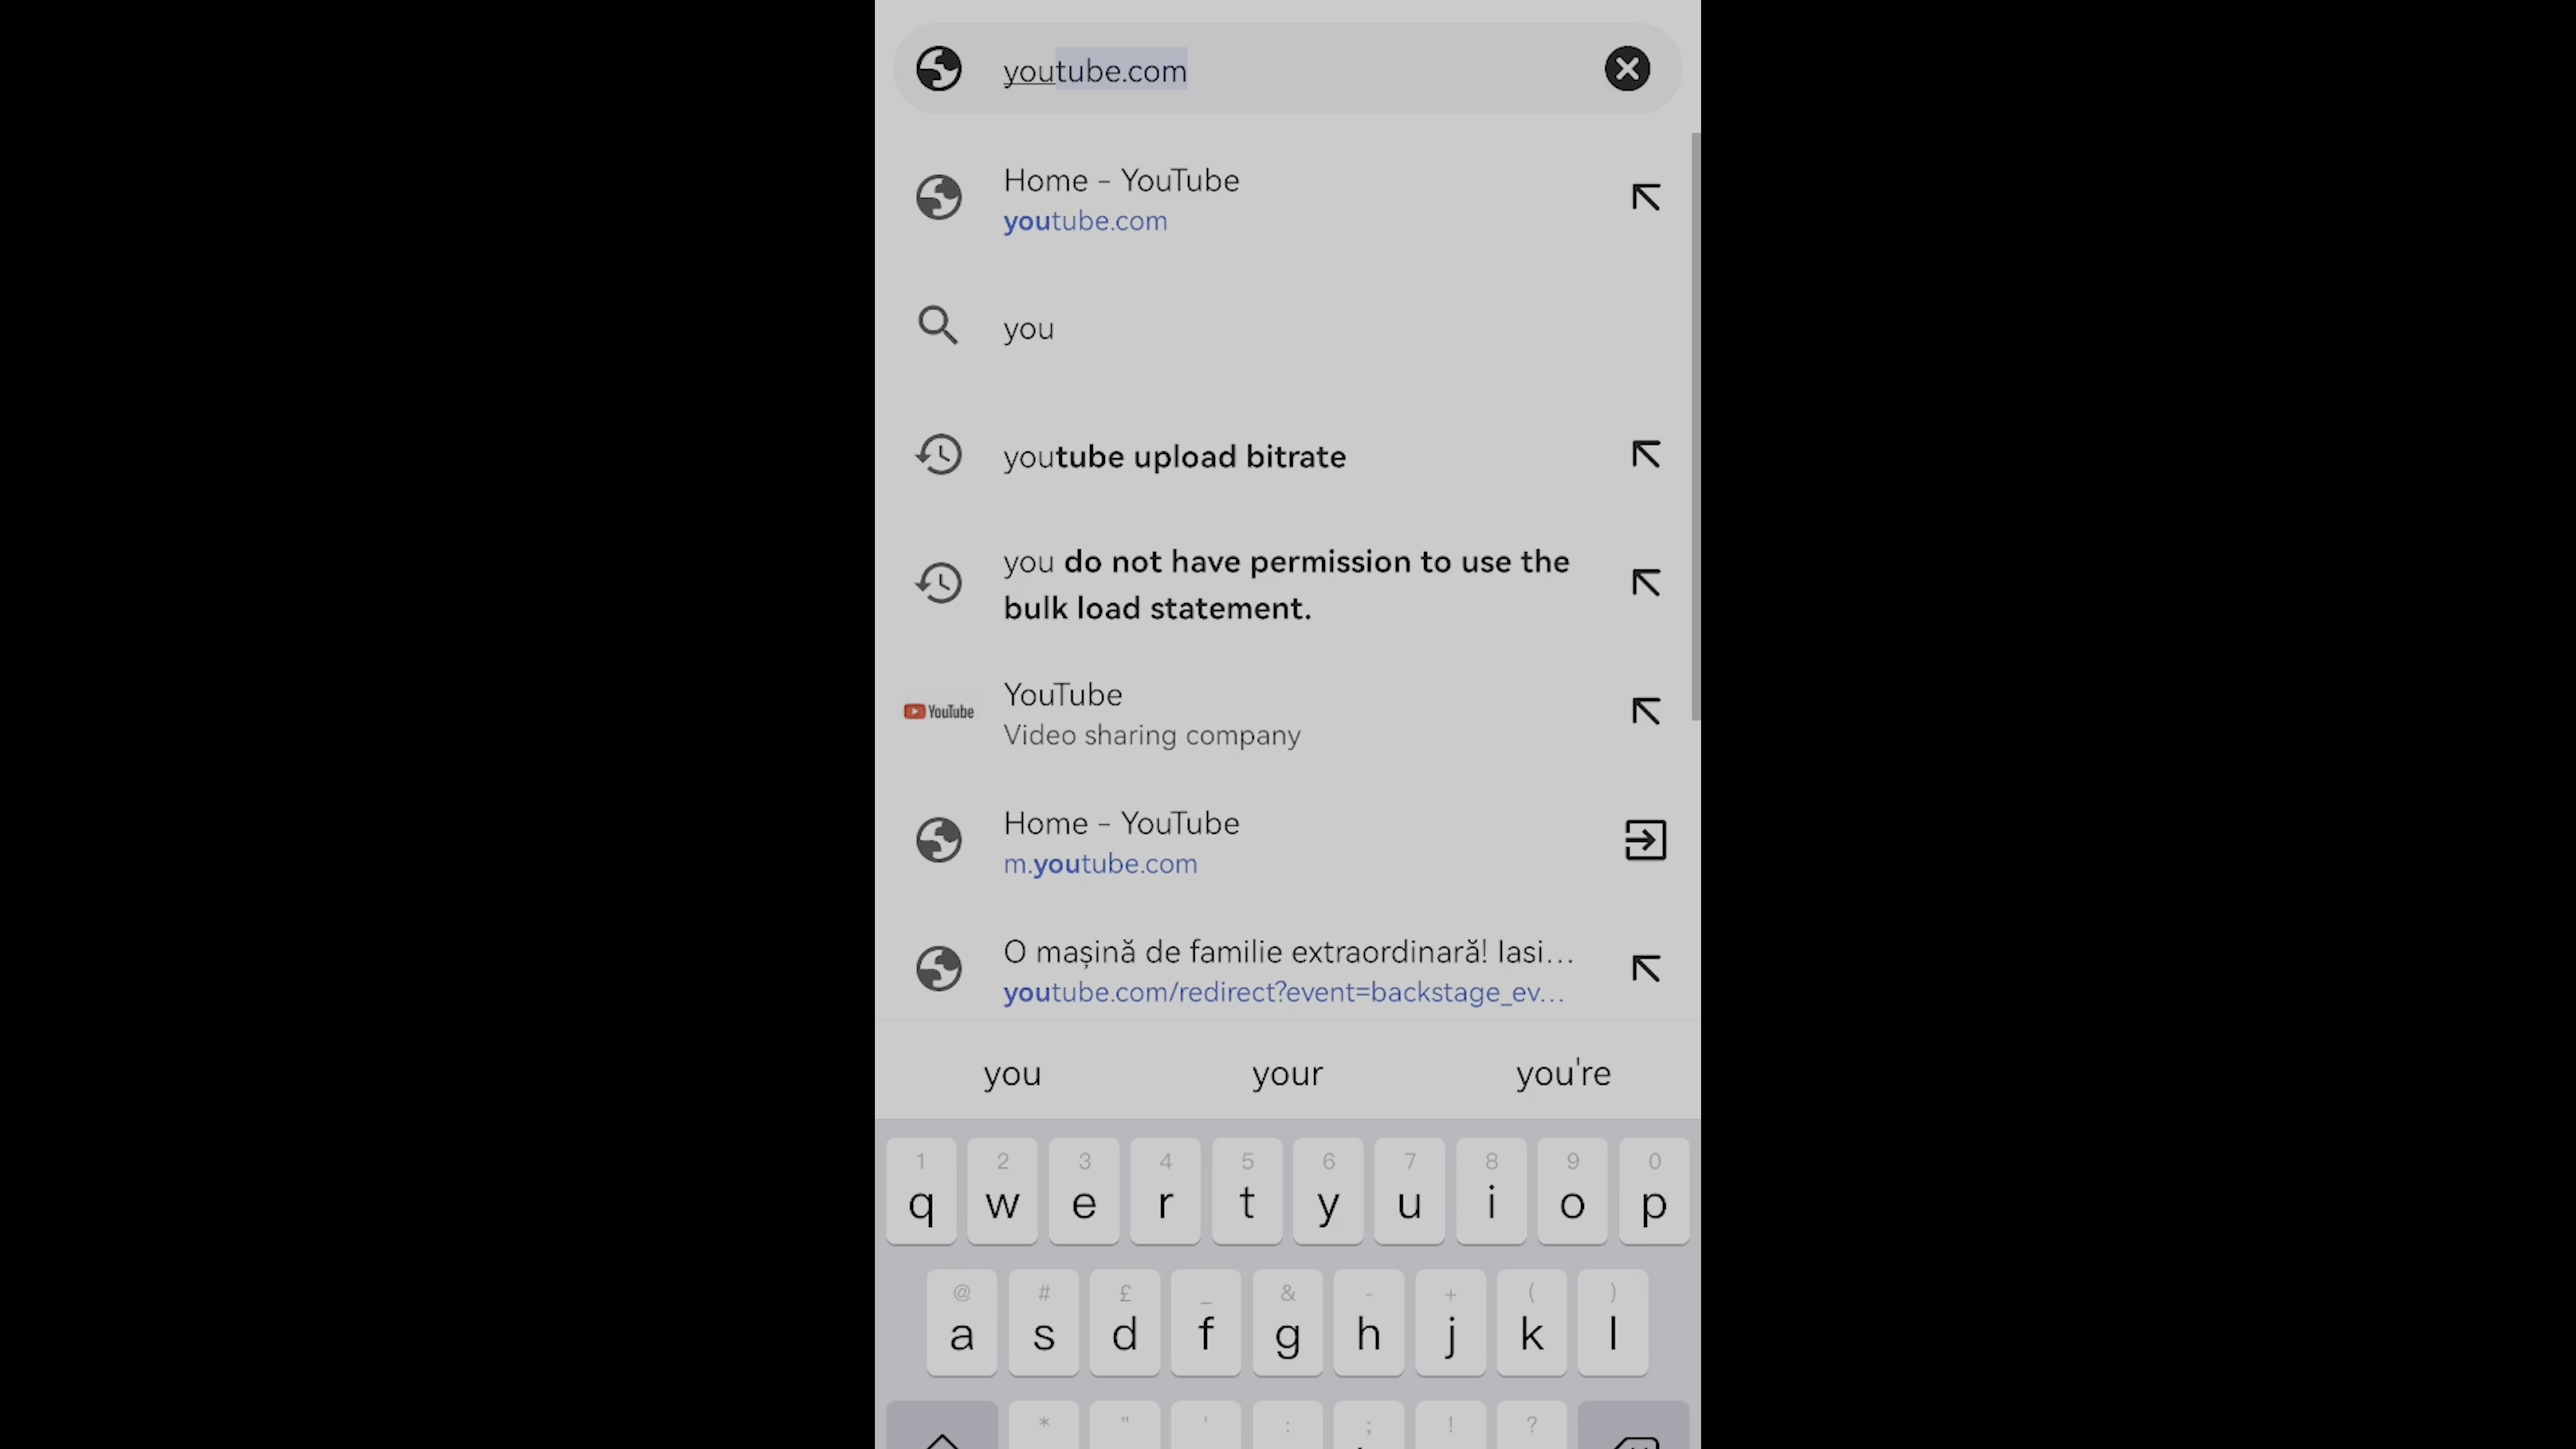 youtube.com
Home - YouTube
youtube.com
you
youtube upload bitrate
you do not have permission to use the
bulk load statement.
YouTube
YouTube
Video sharing company
Home - YouTube
m.youtube.com
O mașină de familie extraordinară! Iasi...
youtube.com/redirect?event=backstage_ev...
you your you're
1 2 3 4 5 6 7 8 9 0
q w e r t y u i o p
@ # £ _ & - + ( )
a s d f g h j k l
* " ' : ; ! ?